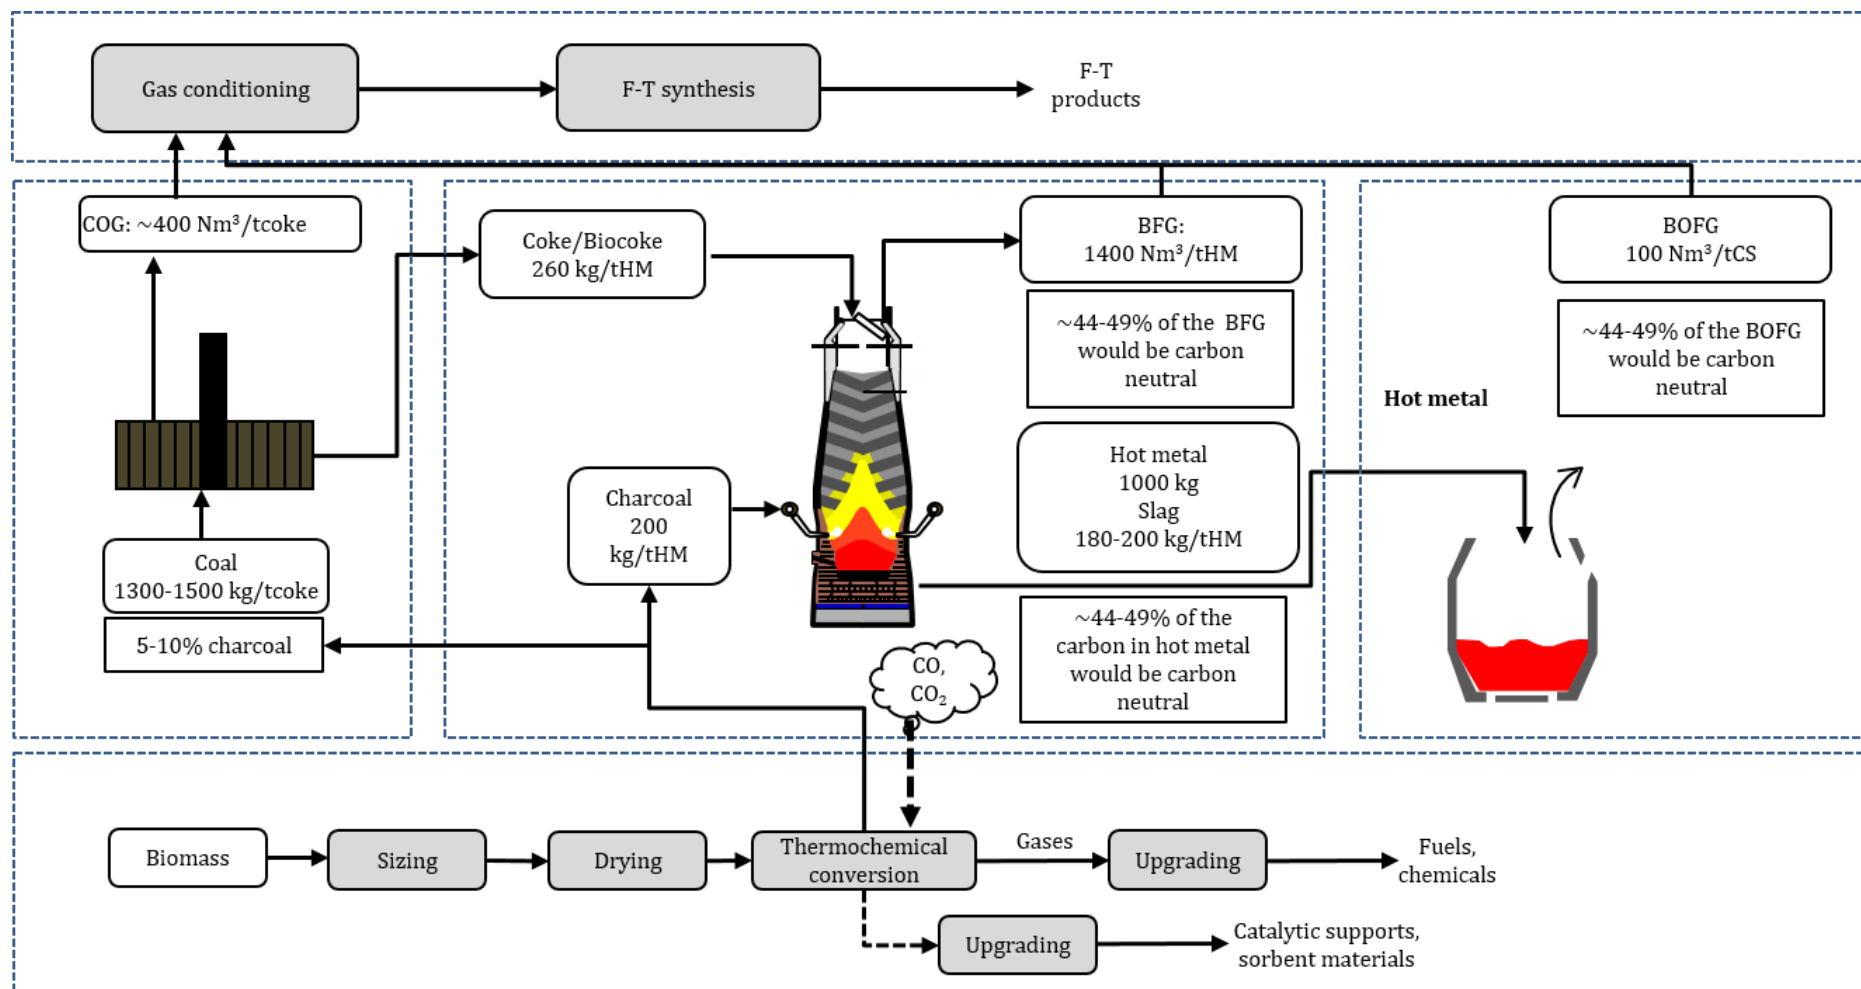 Gas conditioning
F-T synthesis
F-T
products
COG: ~400 Nm³/tcoke
Coke/Biocoke
260 kg/tHM
BFG:
1400 Nm³/tHM
BOFG
100 Nm³/tCS
~44-49% of the BFG
would be carbon
neutral
~44-49% of the BOFG
would be carbon
neutral
Hot metal
Hot metal
1000 kg
Slag
180-200 kg/tHM
Charcoal
200
kg/tHM
Coal
1300-1500 kg/tcoke
5-10% charcoal
~44-49% of the
carbon in hot metal
would be carbon
neutral
CO,
CO₂
Biomass
Sizing
Drying
Thermochemical
conversion
Gases
Upgrading
Fuels,
chemicals
Upgrading
Catalytic supports,
sorbent materials